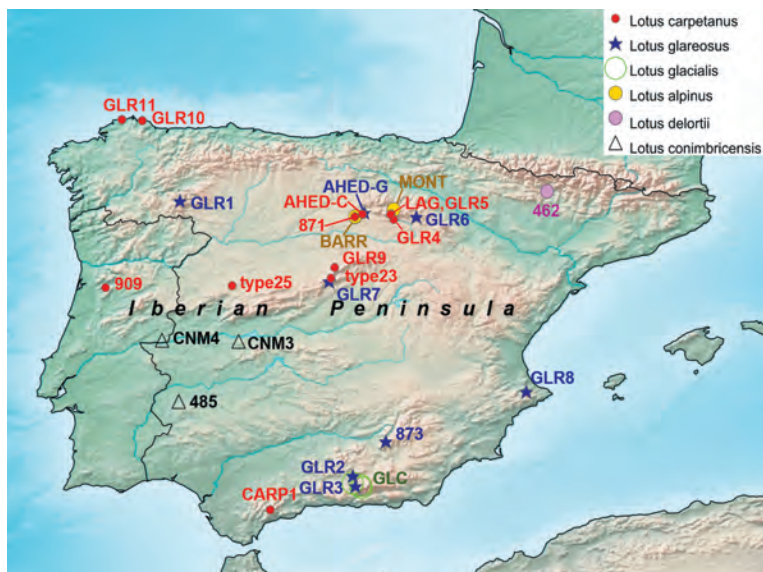 Lotus carpetanus
Lotus glareosus
Lotus glacialis
Lotus alpinus
Lotus delortii
Lotus conimbricensis
GLR11
GLR10
GLR1
AHED-G
MONT
AHED-C
LAG,GLR5
871
GLR6
BARR
GLR4
462
GLR9
909
type25
type23
GLR7
Iberian Peninsula
CNM4
CNM3
485
GLR8
873
GLR2
GLC
GLR3
CARP1